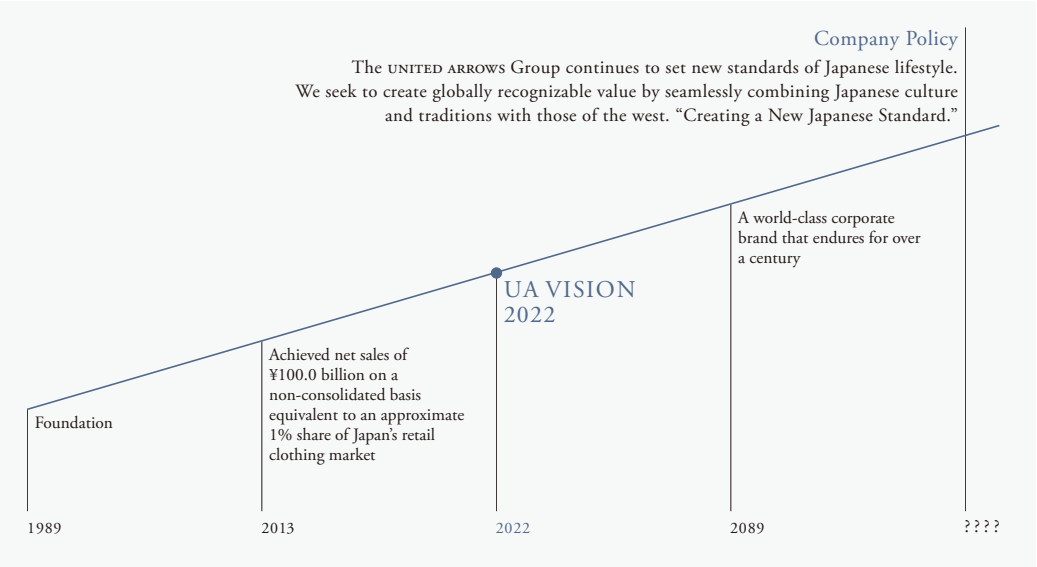 Company Policy
The UNITED ARROWS Group continues to set new standards of Japanese lifestyle.
We seek to create globally recognizable value by seamlessly combining Japanese culture
and traditions with those of the west. “Creating a New Japanese Standard.”
A world-class corporate
brand that endures for over
a century
UA VISION
2022
Achieved net sales of
¥100.0 billion on a
non-consolidated basis
equivalent to an approximate
1% share of Japan’s retail
clothing market
Foundation
1989
2013
2022
2089
????